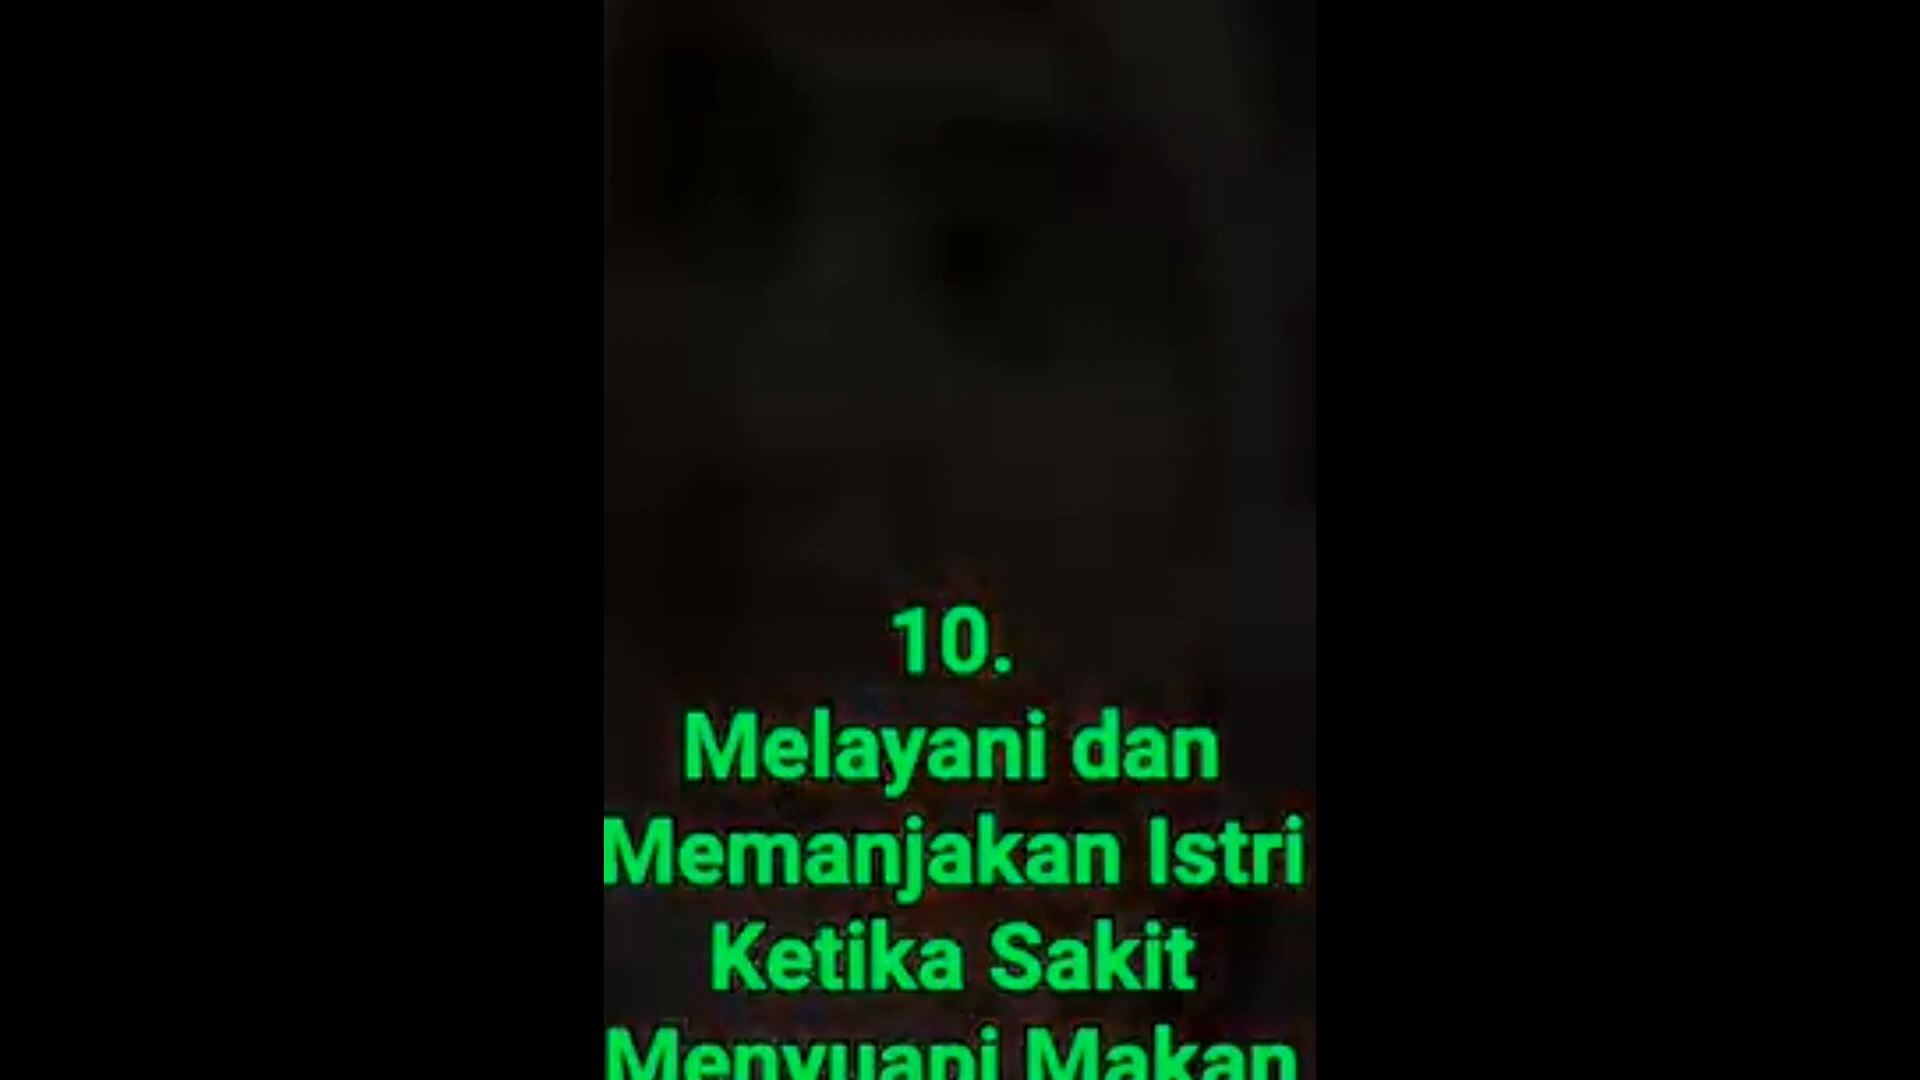 10.
Melayani dan
Memanjakan Istri
Ketika Sakit
Menyuapi Makan